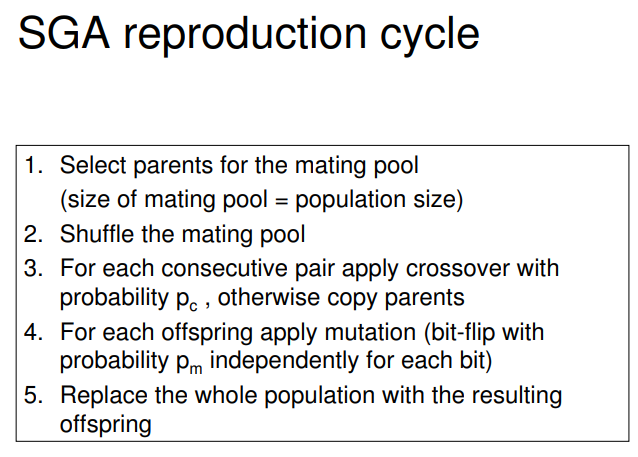 SGA reproduction cycle
1. Select parents for the mating pool
(size of mating pool = population size)
2. Shuffle the mating pool
3. For each consecutive pair apply crossover with
probability pc , otherwise copy parents
4. For each offspring apply mutation (bit-flip with
probability pm independently for each bit)
5. Replace the whole population with the resulting
offspring